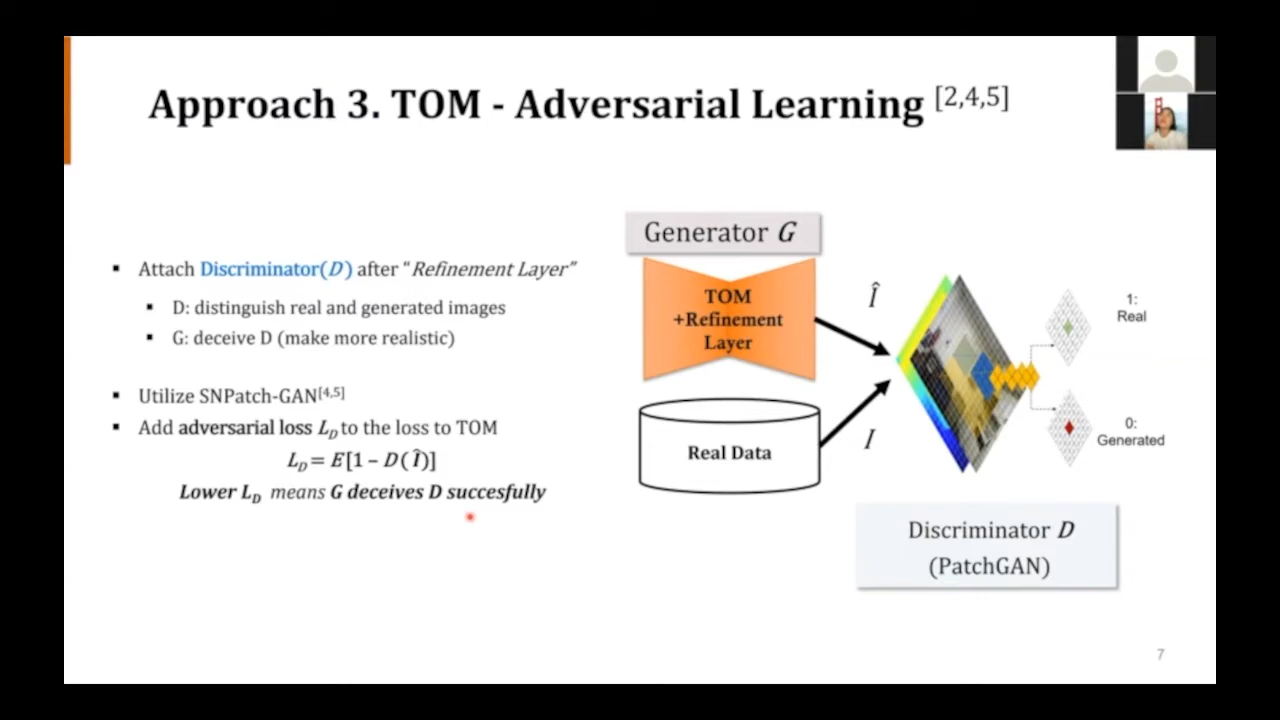 Approach 3. TOM - Adversarial Learning [2,4,5]
▪ Attach Discriminator(D) after “Refinement Layer”
▪ D: distinguish real and generated images
▪ G: deceive D (make more realistic)
▪ Utilize SNPatch-GAN[4,5]
▪ Add adversarial loss L_D to the loss to TOM
L_D = E[1 – D(Î)]
Lower L_D means G deceives D succesfully
Generator G
TOM
+Refinement
Layer
Real Data
Î
I
1:
Real
0:
Generated
Discriminator D
(PatchGAN)
7